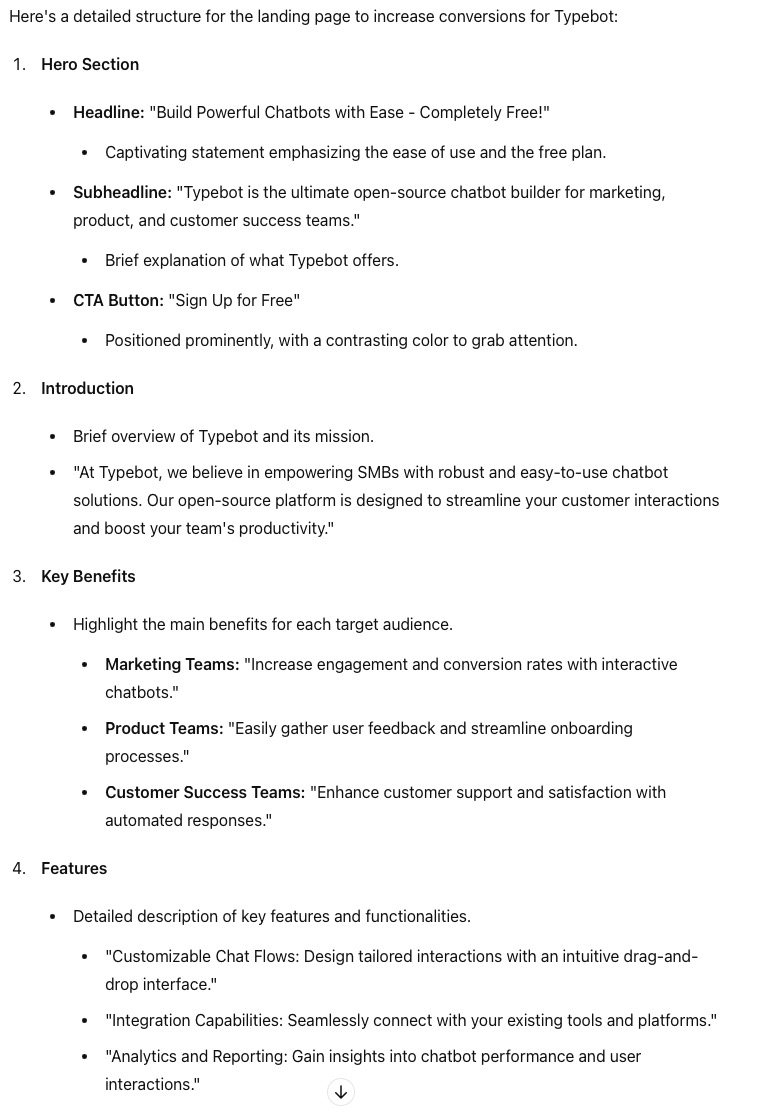 Here's a detailed structure for the landing page to increase conversions for Typebot:
1. Hero Section
• Headline: "Build Powerful Chatbots with Ease - Completely Free!"
• Captivating statement emphasizing the ease of use and the free plan.
• Subheadline: "Typebot is the ultimate open-source chatbot builder for marketing,
product, and customer success teams."
• Brief explanation of what Typebot offers.
• CTA Button: "Sign Up for Free"
• Positioned prominently, with a contrasting color to grab attention.
2. Introduction
• Brief overview of Typebot and its mission.
• "At Typebot, we believe in empowering SMBs with robust and easy-to-use chatbot
solutions. Our open-source platform is designed to streamline your customer interactions
and boost your team's productivity."
3. Key Benefits
• Highlight the main benefits for each target audience.
• Marketing Teams: "Increase engagement and conversion rates with interactive
chatbots."
• Product Teams: "Easily gather user feedback and streamline onboarding
processes."
• Customer Success Teams: "Enhance customer support and satisfaction with
automated responses."
4. Features
• Detailed description of key features and functionalities.
• "Customizable Chat Flows: Design tailored interactions with an intuitive drag-and-
drop interface."
• "Integration Capabilities: Seamlessly connect with your existing tools and platforms."
• "Analytics and Reporting: Gain insights into chatbot performance and user
interactions."